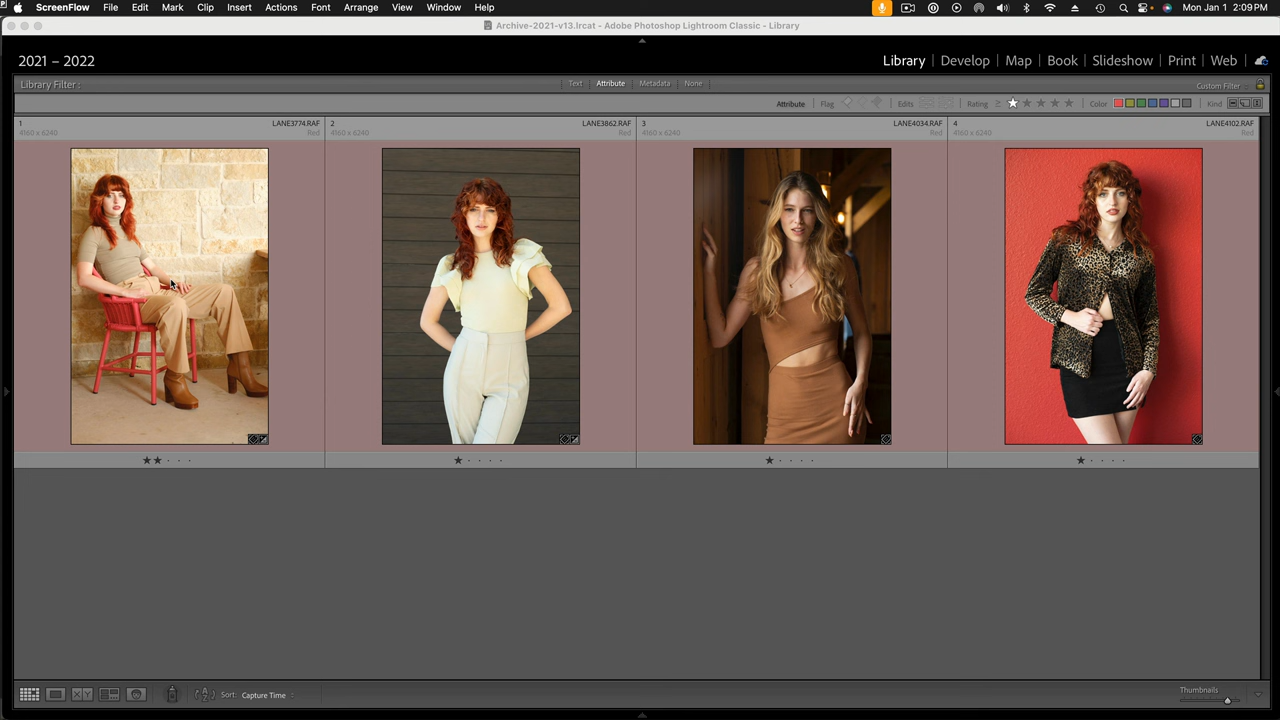 ScreenFlow File Edit Mark Clip Insert Actions Font Arrange View Window Help Mon Jan 1 2:09 PM
Archive-2021-v13.lrcat - Adobe Photoshop Lightroom Classic - Library
2021 – 2022 Library | Develop | Map | Book | Slideshow | Print | Web
Library Filter : Text Attribute Metadata None Custom Filter
Attribute Flag Edits Rating ≥ ★ ★ ★ ★ ★ Color Kind
1 LANE3774.RAF 2 LANE3862.RAF 3 LANE4034.RAF 4 LANE4102.RAF
4160 x 6240 Red 4160 x 6240 Red 4160 x 6240 Red 4160 x 6240 Red
Sort: Capture Time Thumbnails